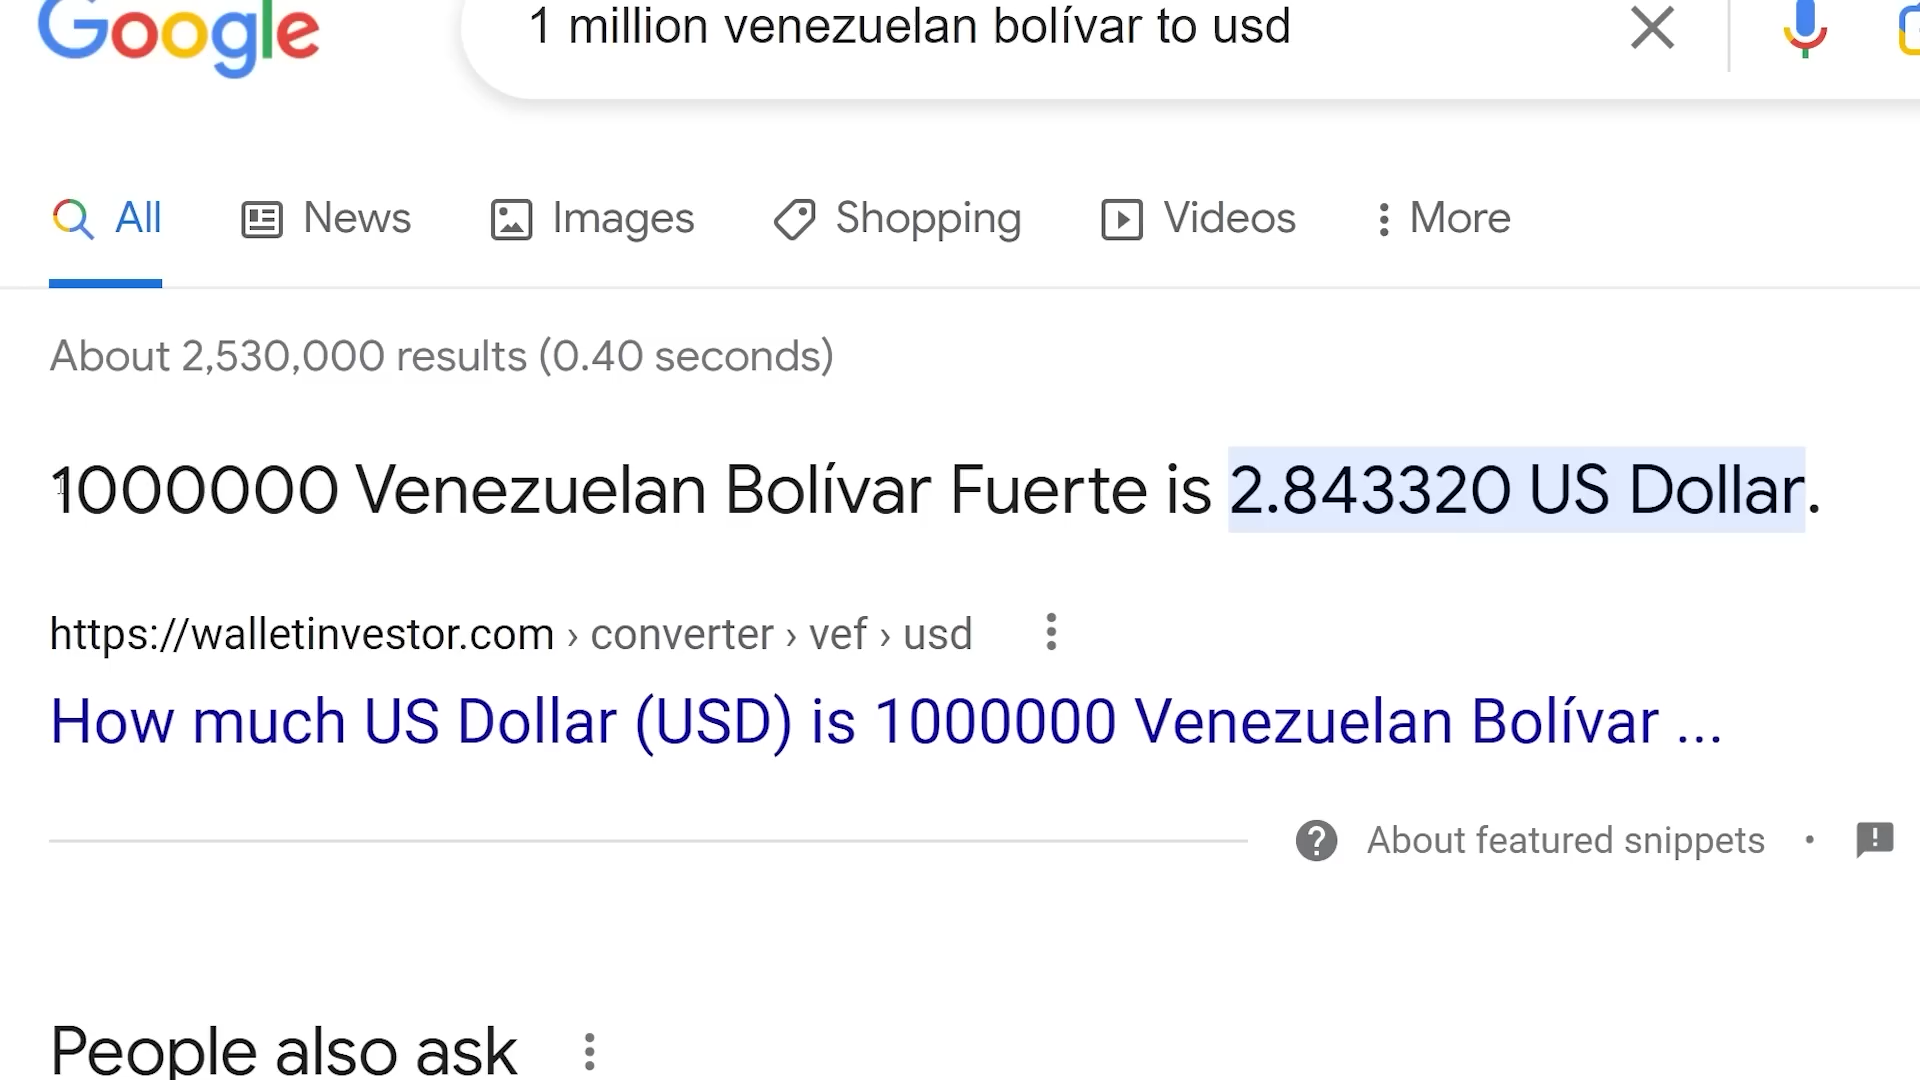 Google
1 million venezuelan bolívar to usd
All News Images Shopping Videos More
About 2,530,000 results (0.40 seconds)
1000000 Venezuelan Bolívar Fuerte is 2.843320 US Dollar.
https://walletinvestor.com › converter › vef › usd
How much US Dollar (USD) is 1000000 Venezuelan Bolívar ...
About featured snippets •
People also ask